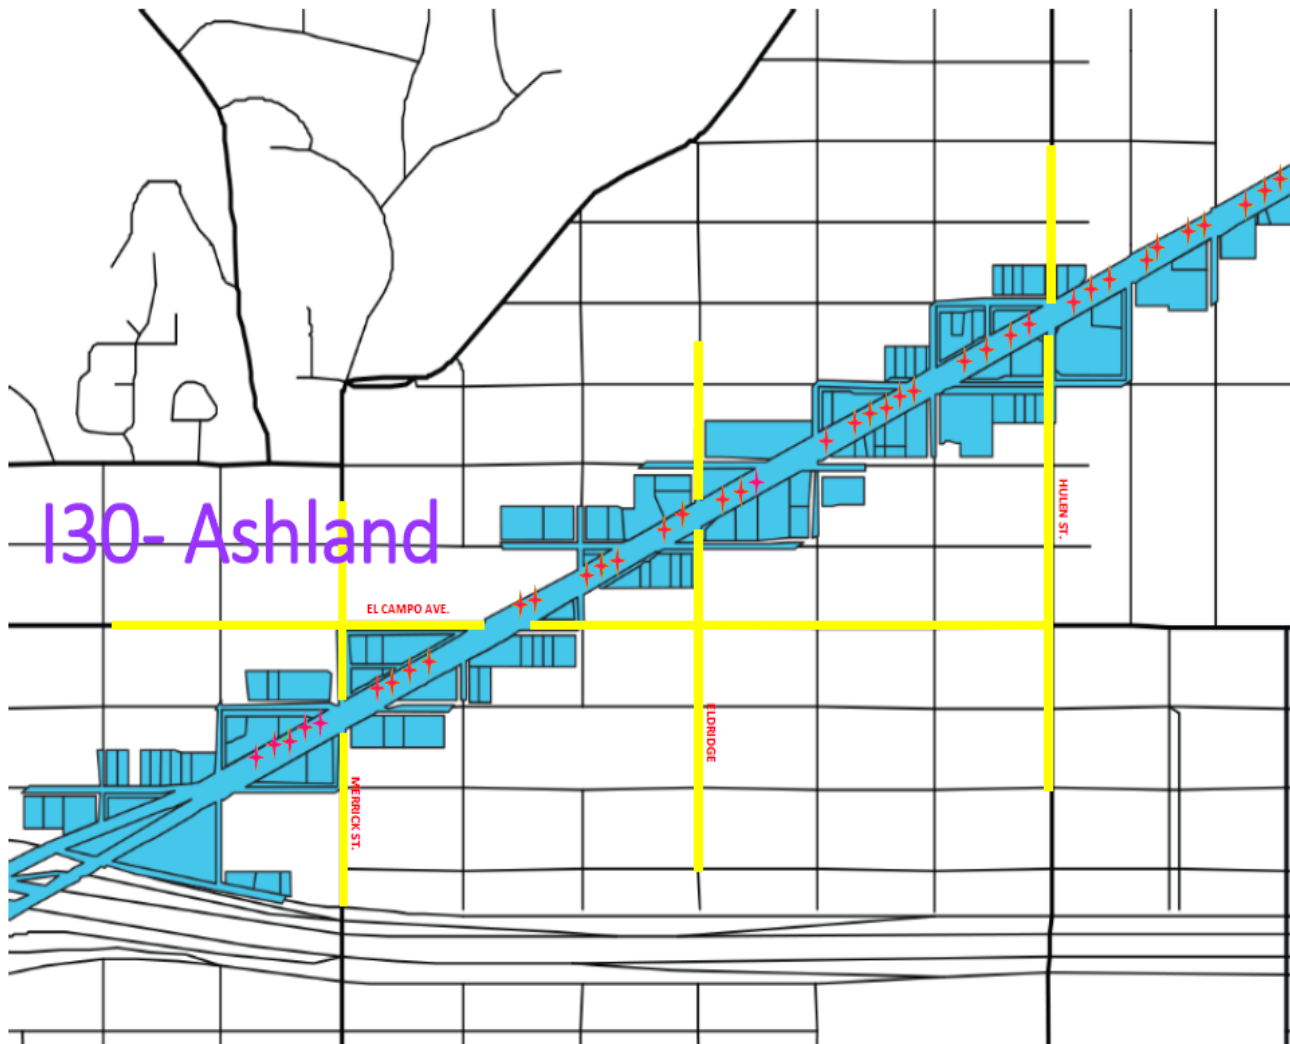 I30- Ashland
EL CAMPO AVE.
HULEN ST.
ELDRIDGE
MERRICK ST.